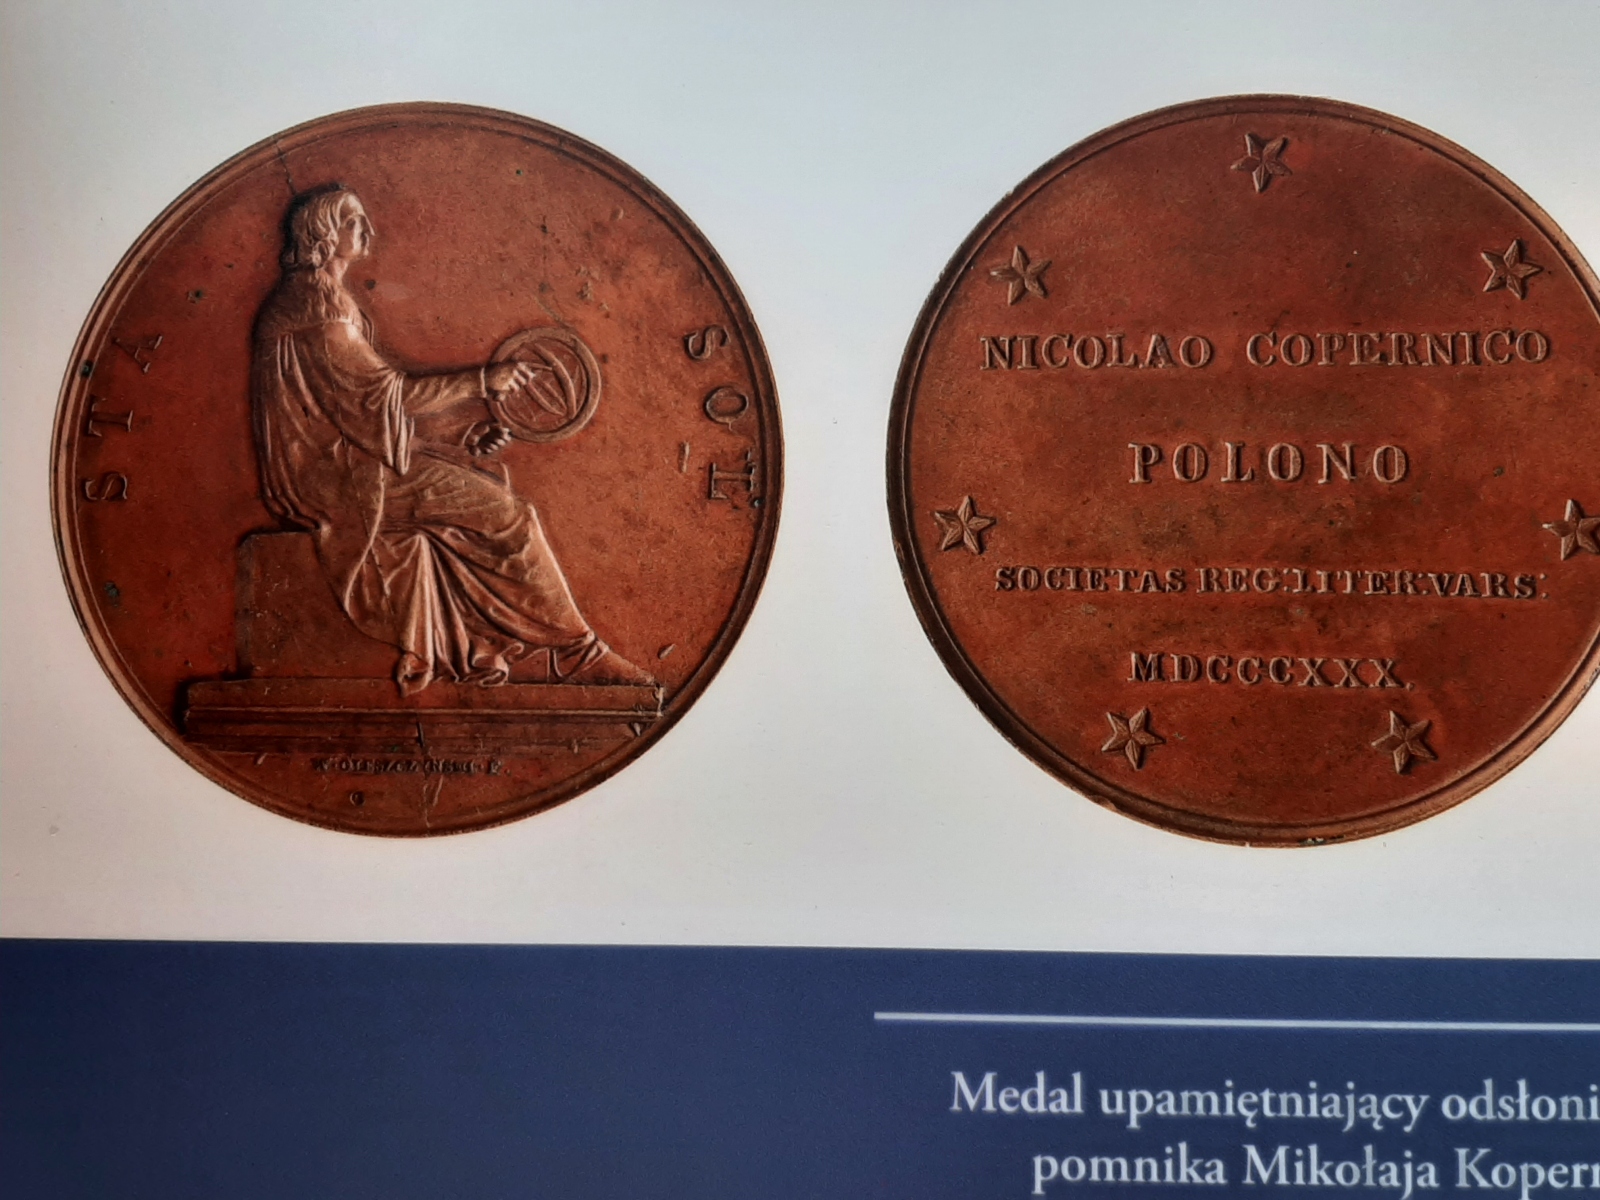 STA SOL
NICOLAO COPERNICO
POLONO
SOCIETAS REG:LITER:VARS:
MDCCCXXX.
Medal upamiętniający odsłoni
pomnika Mikołaja Kopern